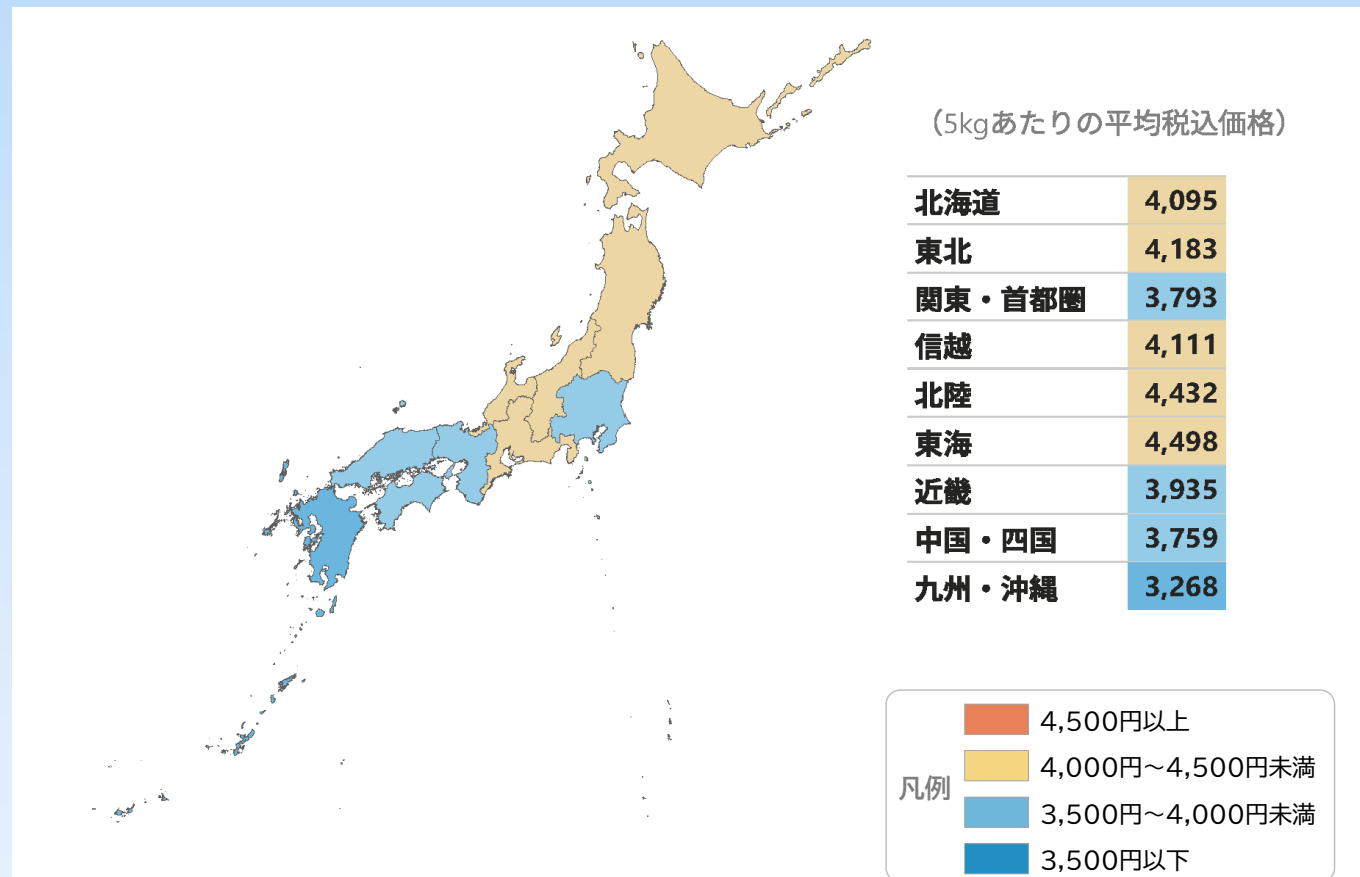 （5kgあたりの平均税込価格）
北海道 4,095
東北 4,183
関東・首都圏 3,793
信越 4,111
北陸 4,432
東海 4,498
近畿 3,935
中国・四国 3,759
九州・沖縄 3,268
凡例
4,500円以上
4,000円～4,500円未満
3,500円～4,000円未満
3,500円以下